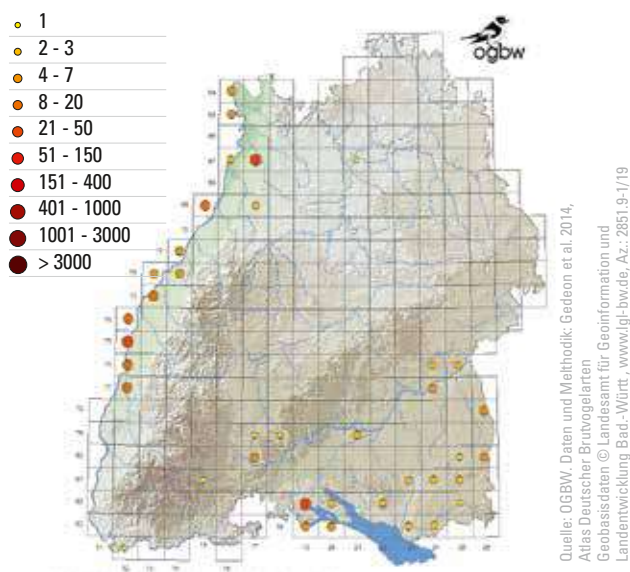 1
2 - 3
4 - 7
8 - 20
21 - 50
51 - 150
151 - 400
401 - 1000
1001 - 3000
> 3000
ogbw
Quelle: OGBW. Daten und Melthodik: Gedeon et al. 2014,
Atlas Deutscher Brutvogelarten
Geobasisdaten © Landesamt für Geoinformation und
Landentwicklung Bad.-Württ., www.lgl-bw.de, Az.: 2851.9-1/19